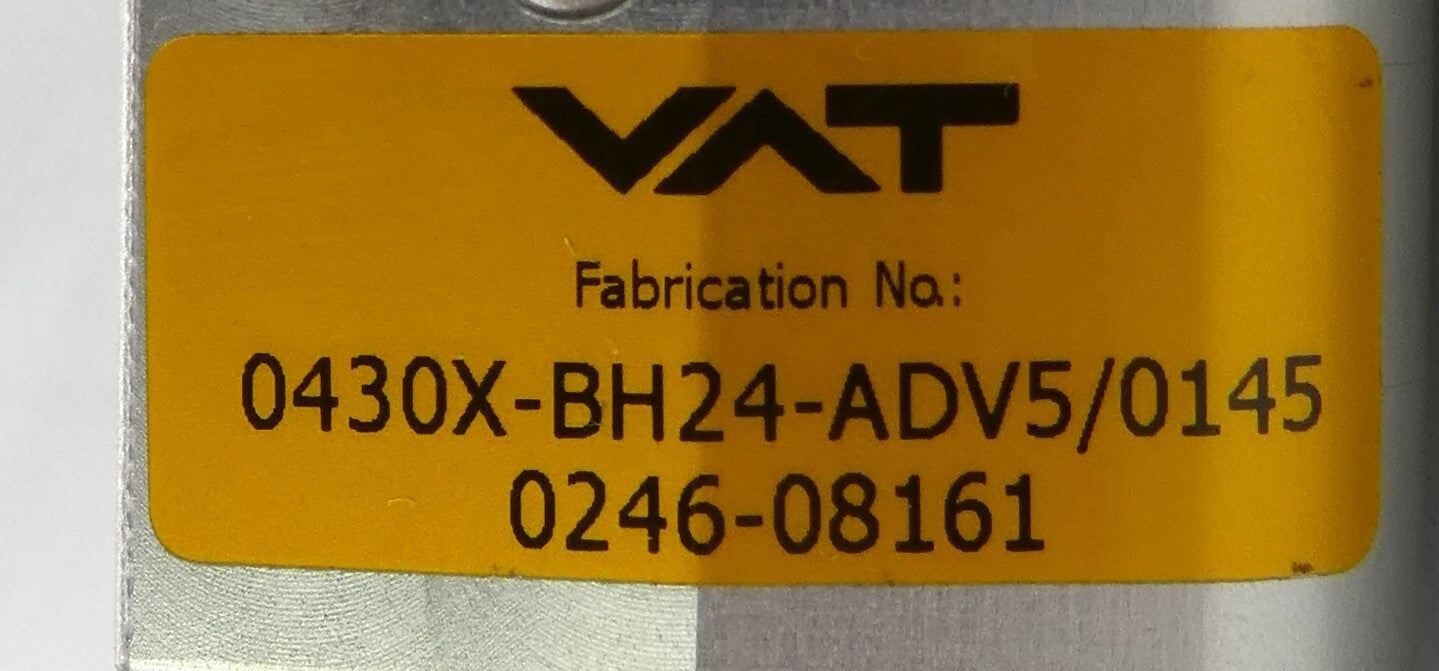 VAT
Fabrication No.:
0430X-BH24-ADV5/0145
0246-08161